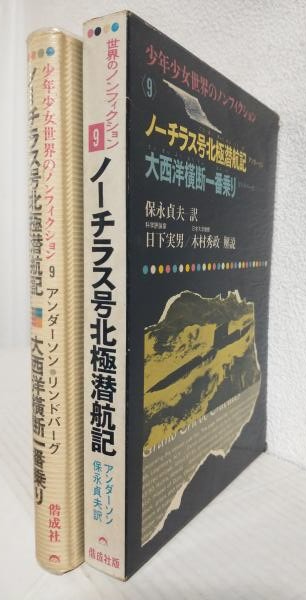 少年少女世界のノンフィクション 9
ノーチラス号北極潜航記 大西洋横断一番乗り
アンダーソン・リンドバーグ
偕成社
世界のノンフィクション
9
ノーチラス号北極潜航記
アンダーソン
保永貞夫訳
偕成社版
少年少女世界のノンフィクション
〈9〉
ノーチラス号北極潜航記
大西洋横断一番乗り
保永貞夫 訳
日下実男/木村秀政 解説